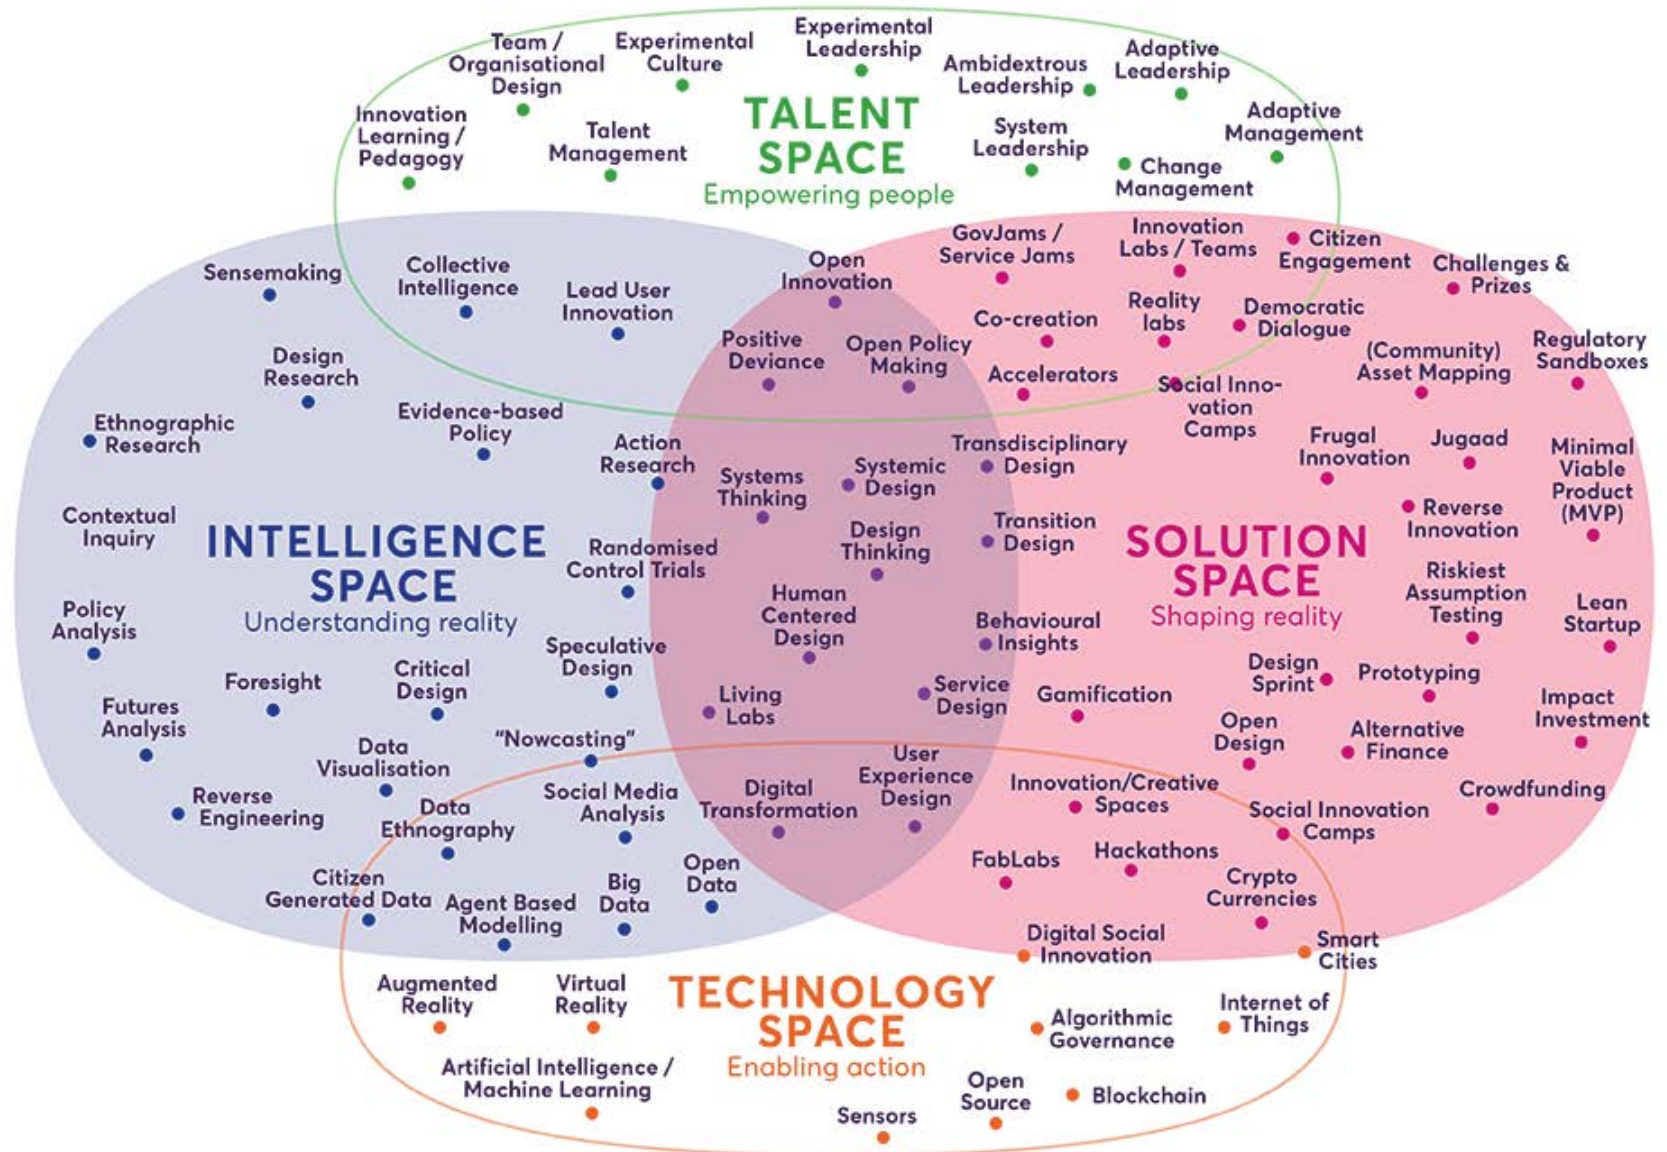 Team /
Organisational
Design
Experimental
Culture
Experimental
Leadership
Ambidextrous
Leadership
Adaptive
Leadership
Innovation
Learning /
Pedagogy
Talent
Management
TALENT
SPACE
Empowering people
System
Leadership
Change
Management
Adaptive
Management
Sensemaking
Collective
Intelligence
Lead User
Innovation
Open
Innovation
GovJams /
Service Jams
Innovation
Labs / Teams
Citizen
Engagement
Challenges &
Prizes
Design
Research
Positive
Deviance
Open Policy
Making
Co-creation
Reality
labs
Democratic
Dialogue
Accelerators
Social Inno-
vation
Camps
(Community)
Asset Mapping
Regulatory
Sandboxes
Ethnographic
Research
Evidence-based
Policy
Action
Research
Systems
Thinking
Systemic
Design
Transdisciplinary
Design
Frugal
Innovation
Jugaad
Minimal
Viable
Product
(MVP)
Contextual
Inquiry
INTELLIGENCE
SPACE
Understanding reality
Randomised
Control Trials
Design
Thinking
Transition
Design
SOLUTION
SPACE
Shaping reality
Reverse
Innovation
Riskiest
Assumption
Testing
Lean
Startup
Policy
Analysis
Human
Centered
Design
Behavioural
Insights
Foresight
Critical
Design
Speculative
Design
Living
Labs
Service
Design
Gamification
Design
Sprint
Prototyping
Impact
Investment
Futures
Analysis
Data
Visualisation
"Nowcasting"
User
Experience
Design
Open
Design
Alternative
Finance
Reverse
Engineering
Data
Ethnography
Social Media
Analysis
Digital
Transformation
Innovation/Creative
Spaces
Social Innovation
Camps
Crowdfunding
Citizen
Generated Data
Agent Based
Modelling
Big
Data
Open
Data
FabLabs
Hackathons
Crypto
Currencies
Digital Social
Innovation
Smart
Cities
Augmented
Reality
Virtual
Reality
TECHNOLOGY
SPACE
Enabling action
Algorithmic
Governance
Internet of
Things
Artificial Intelligence /
Machine Learning
Sensors
Open
Source
Blockchain